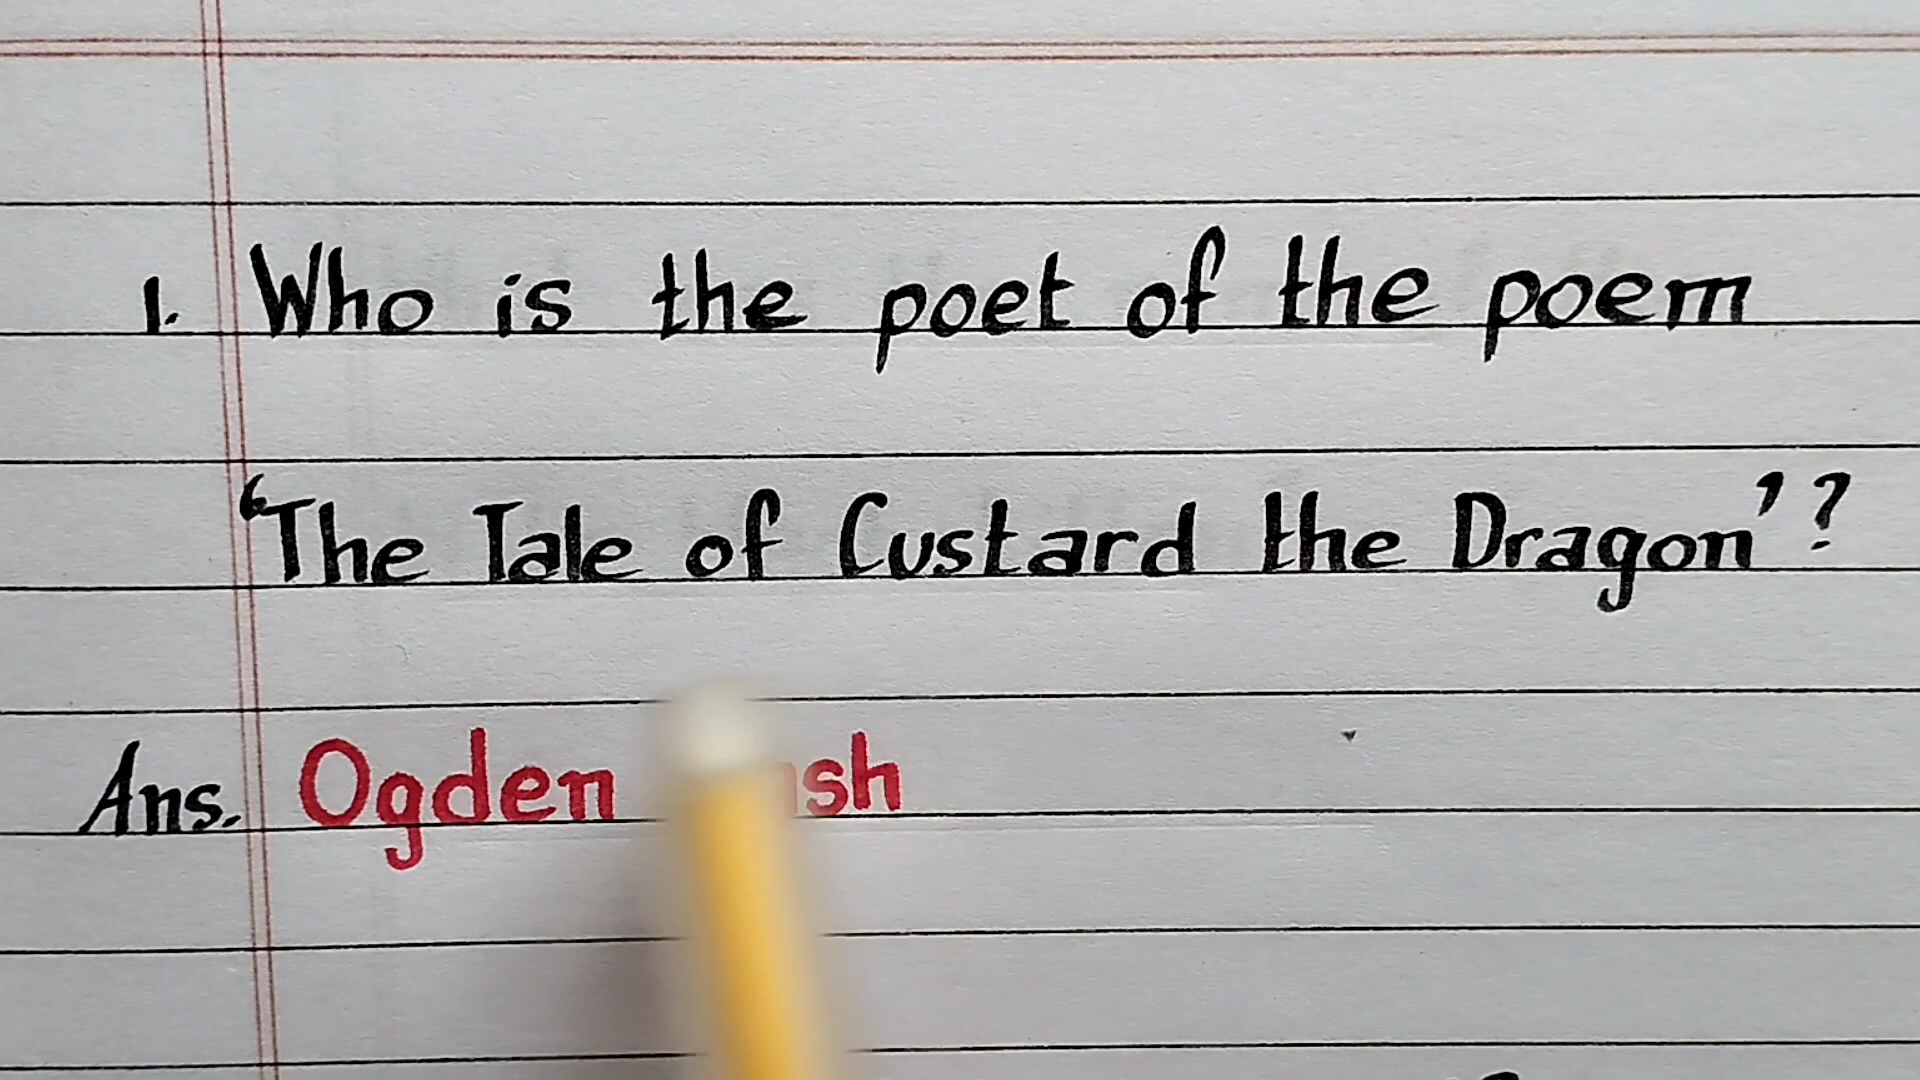 1. Who is the poet of the poem
‘The Tale of Custard the Dragon’?
Ans. Ogden